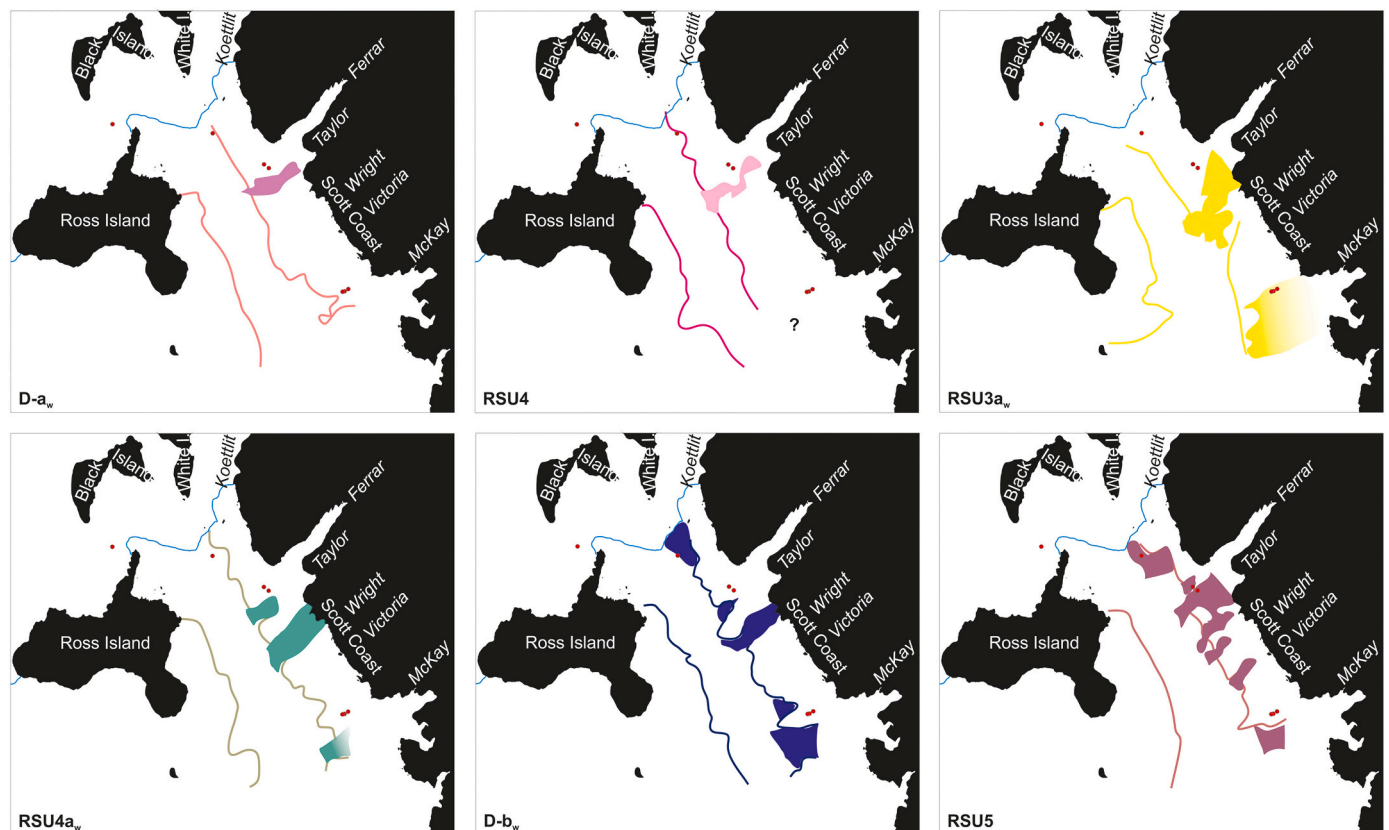 Black
Island
White I.
Koettlit
Ferrar
Taylor
Wright
Victoria
Scott Coast
McKay
Ross Island
D-aw
Black
Island
White I.
Koettlit
Ferrar
Taylor
Wright
Victoria
Scott Coast
McKay
Ross Island
?
RSU4
Black
Island
White I.
Koettlit
Ferrar
Taylor
Wright
Victoria
Scott Coast
McKay
Ross Island
RSU3aw
Black
Island
White I.
Koettlit
Ferrar
Taylor
Wright
Victoria
Scott Coast
McKay
Ross Island
RSU4aw
Black
Island
White I.
Koettlit
Ferrar
Taylor
Wright
Victoria
Scott Coast
McKay
Ross Island
D-bw
Black
Island
White I.
Koettlit
Ferrar
Taylor
Wright
Victoria
Scott Coast
McKay
Ross Island
RSU5